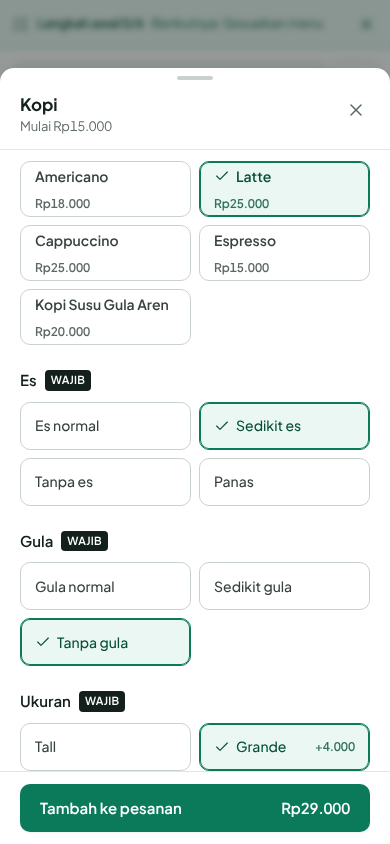 Kopi
Mulai Rp15.000
Americano
Rp18.000
Latte
Rp25.000
Cappuccino
Rp25.000
Espresso
Rp15.000
Kopi Susu Gula Aren
Rp20.000
Es WAJIB
Es normal
Sedikit es
Tanpa es
Panas
Gula WAJIB
Gula normal
Sedikit gula
Tanpa gula
Ukuran WAJIB
Tall
Grande +4.000
Tambah ke pesanan Rp29.000